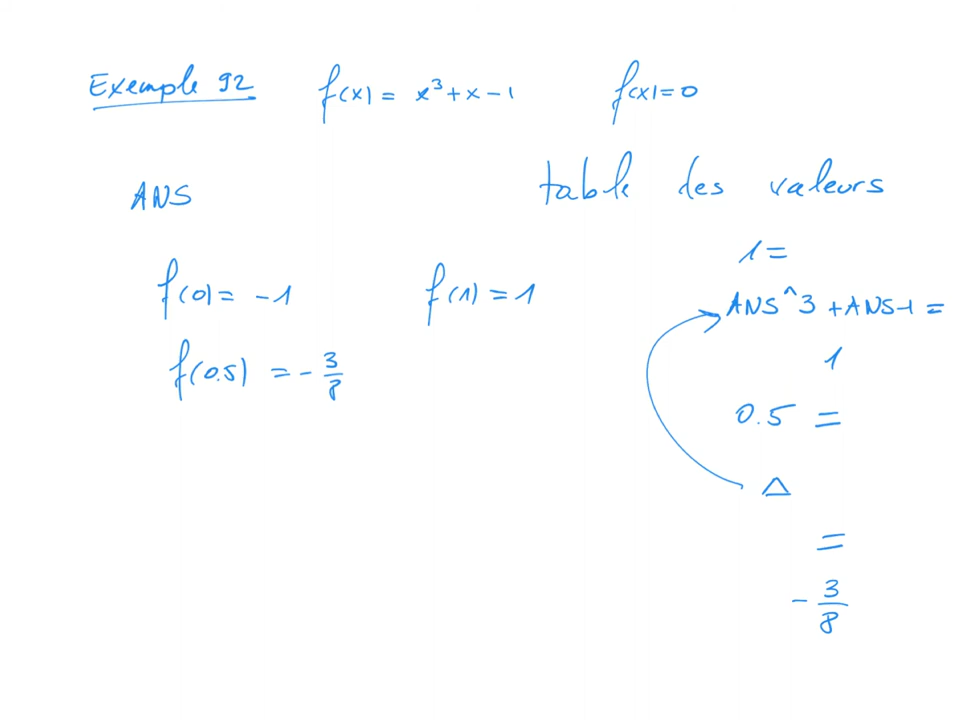 Exemple 92 f(x) = x³ + x - 1 f(x) = 0
ANS table des valeurs
1 =
f(0) = -1 f(1) = 1 ANS^3 + ANS-1 =
1
f(0.5) = - 3/8
0.5 =
△
=
- 3/8